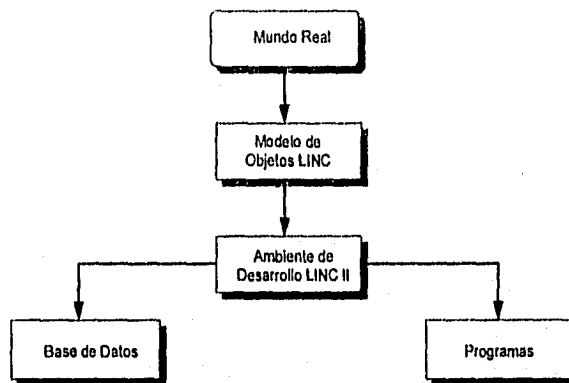 Mundo Real
Modelo de
Objetos LINC
Ambiente de
Desarrollo LINC II
Base de Datos
Programas